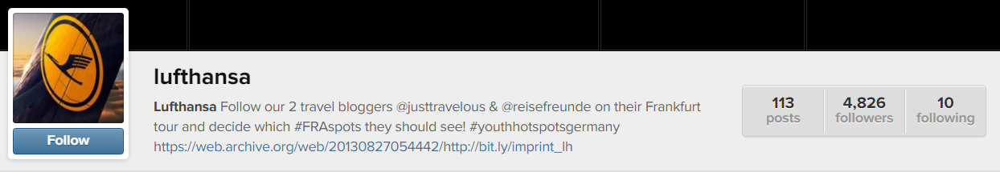 lufthansa
Lufthansa Follow our 2 travel bloggers @justtravelous & @reisefreunde on their Frankfurt
tour and decide which #FRAspots they should see! #youthhotspotsgermany
https://web.archive.org/web/20130827054442/http://bit.ly/imprint_lh
113 posts
4,826 followers
10 following
Follow